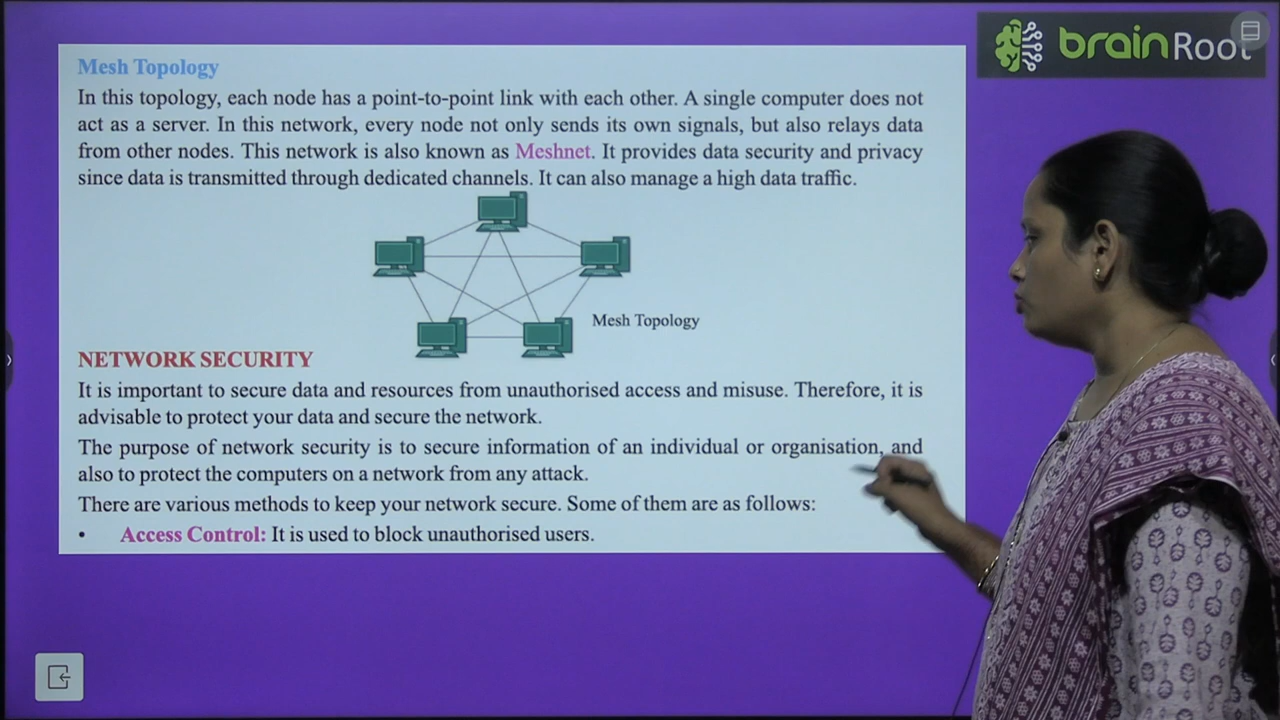 brainRoot
Mesh Topology
In this topology, each node has a point-to-point link with each other. A single computer does not
act as a server. In this network, every node not only sends its own signals, but also relays data
from other nodes. This network is also known as Meshnet. It provides data security and privacy
since data is transmitted through dedicated channels. It can also manage a high data traffic.
Mesh Topology
NETWORK SECURITY
It is important to secure data and resources from unauthorised access and misuse. Therefore, it is
advisable to protect your data and secure the network.
The purpose of network security is to secure information of an individual or organisation, and
also to protect the computers on a network from any attack.
There are various methods to keep your network secure. Some of them are as follows:
• Access Control: It is used to block unauthorised users.